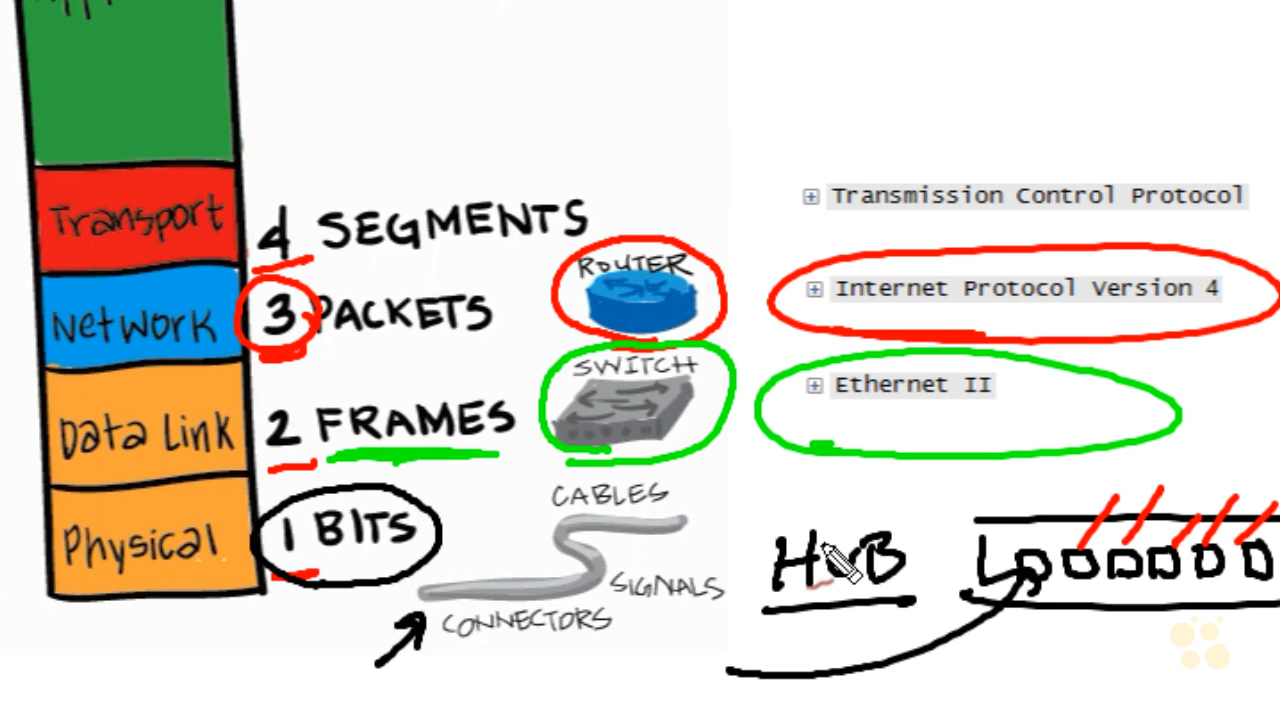 Transport
4 SEGMENTS
Transmission Control Protocol
ROUTER
Network
3 PACKETS
Internet Protocol Version 4
SWITCH
Data Link
2 FRAMES
Ethernet II
CABLES
Physical
1 BITS
HUB
SIGNALS
CONNECTORS